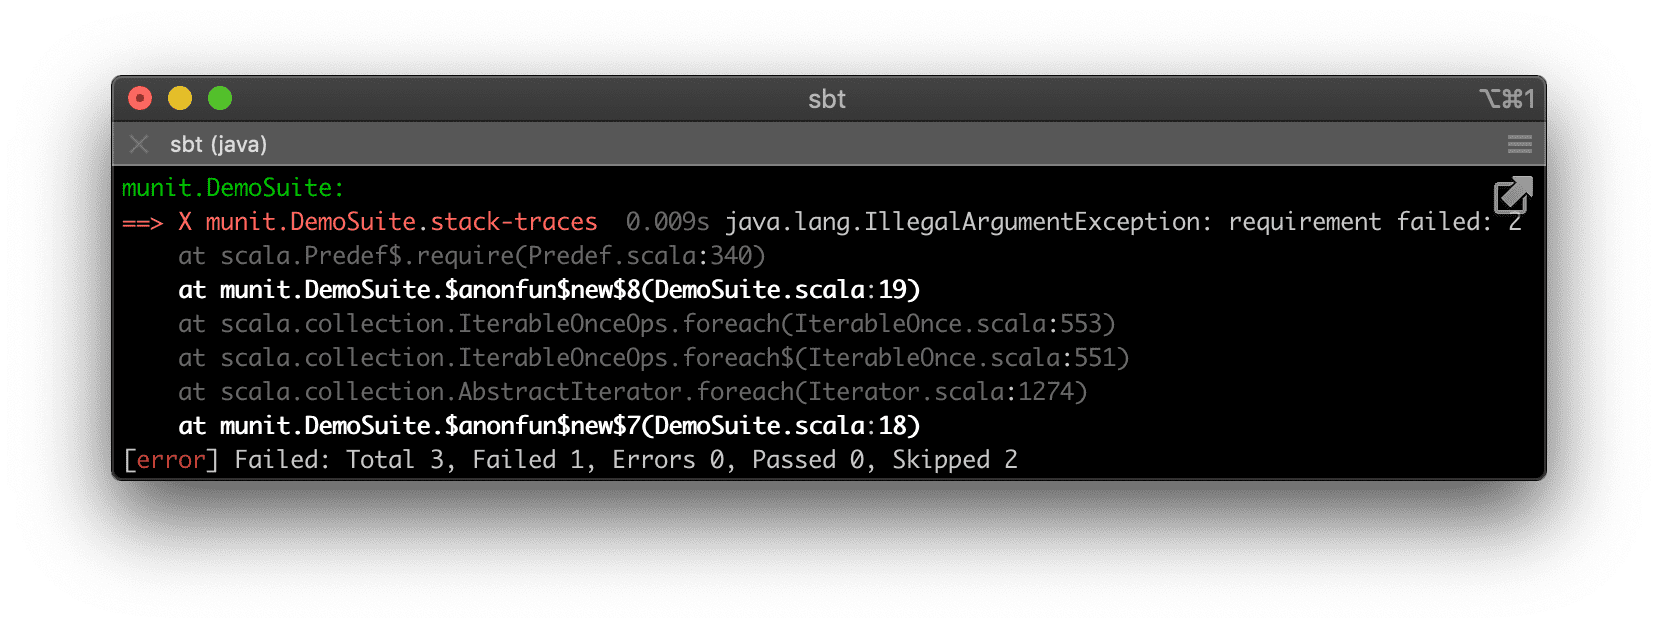 sbt
⌥⌘1
sbt (java)
munit.DemoSuite:
==> X munit.DemoSuite.stack-traces  0.009s java.lang.IllegalArgumentException: requirement failed: 2
    at scala.Predef$.require(Predef.scala:340)
    at munit.DemoSuite.$anonfun$new$8(DemoSuite.scala:19)
    at scala.collection.IterableOnceOps.foreach(IterableOnce.scala:553)
    at scala.collection.IterableOnceOps.foreach$(IterableOnce.scala:551)
    at scala.collection.AbstractIterator.foreach(Iterator.scala:1274)
    at munit.DemoSuite.$anonfun$new$7(DemoSuite.scala:18)
[error] Failed: Total 3, Failed 1, Errors 0, Passed 0, Skipped 2